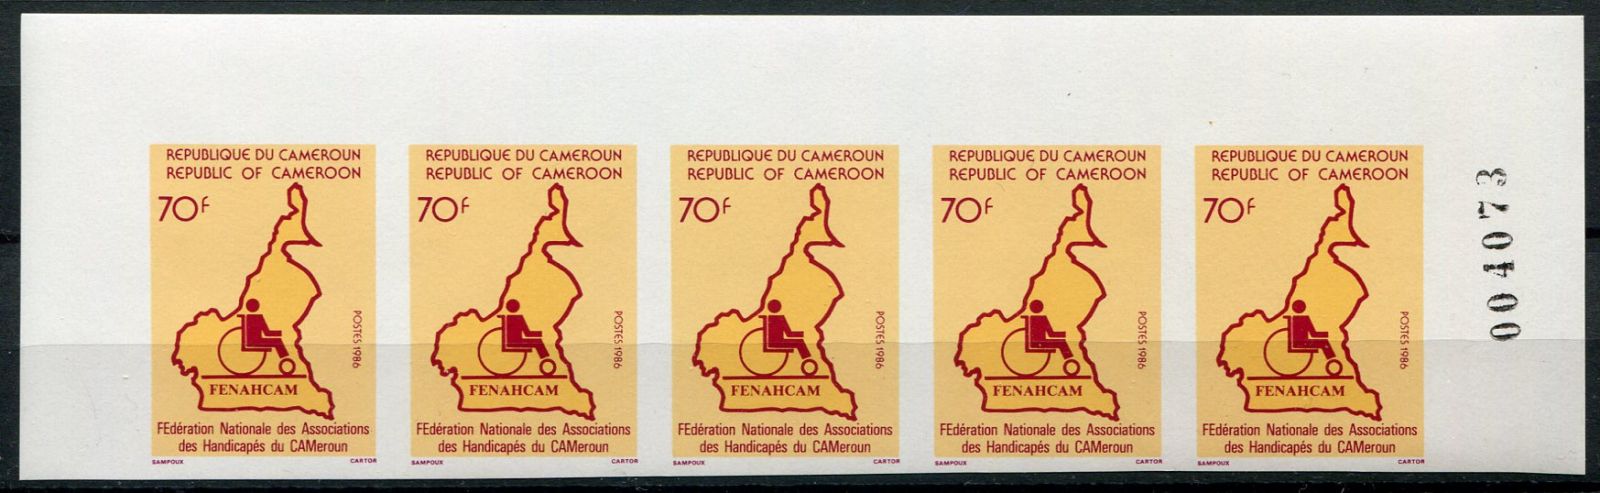 REPUBLIQUE DU CAMEROUN
REPUBLIC OF CAMEROON
70F
POSTES 1986
FENAHCAM
FEdération Nationale des Associations
des Handicapés du CAMeroun
SAMPOUX CARTOR
REPUBLIQUE DU CAMEROUN
REPUBLIC OF CAMEROON
70F
POSTES 1986
FENAHCAM
FEdération Nationale des Associations
des Handicapés du CAMeroun
SAMPOUX CARTOR
REPUBLIQUE DU CAMEROUN
REPUBLIC OF CAMEROON
70F
POSTES 1986
FENAHCAM
FEdération Nationale des Associations
des Handicapés du CAMeroun
SAMPOUX CARTOR
REPUBLIQUE DU CAMEROUN
REPUBLIC OF CAMEROON
70F
POSTES 1986
FENAHCAM
FEdération Nationale des Associations
des Handicapés du CAMeroun
SAMPOUX CARTOR
REPUBLIQUE DU CAMEROUN
REPUBLIC OF CAMEROON
70F
POSTES 1986
FENAHCAM
FEdération Nationale des Associations
des Handicapés du CAMeroun
SAMPOUX CARTOR
004073